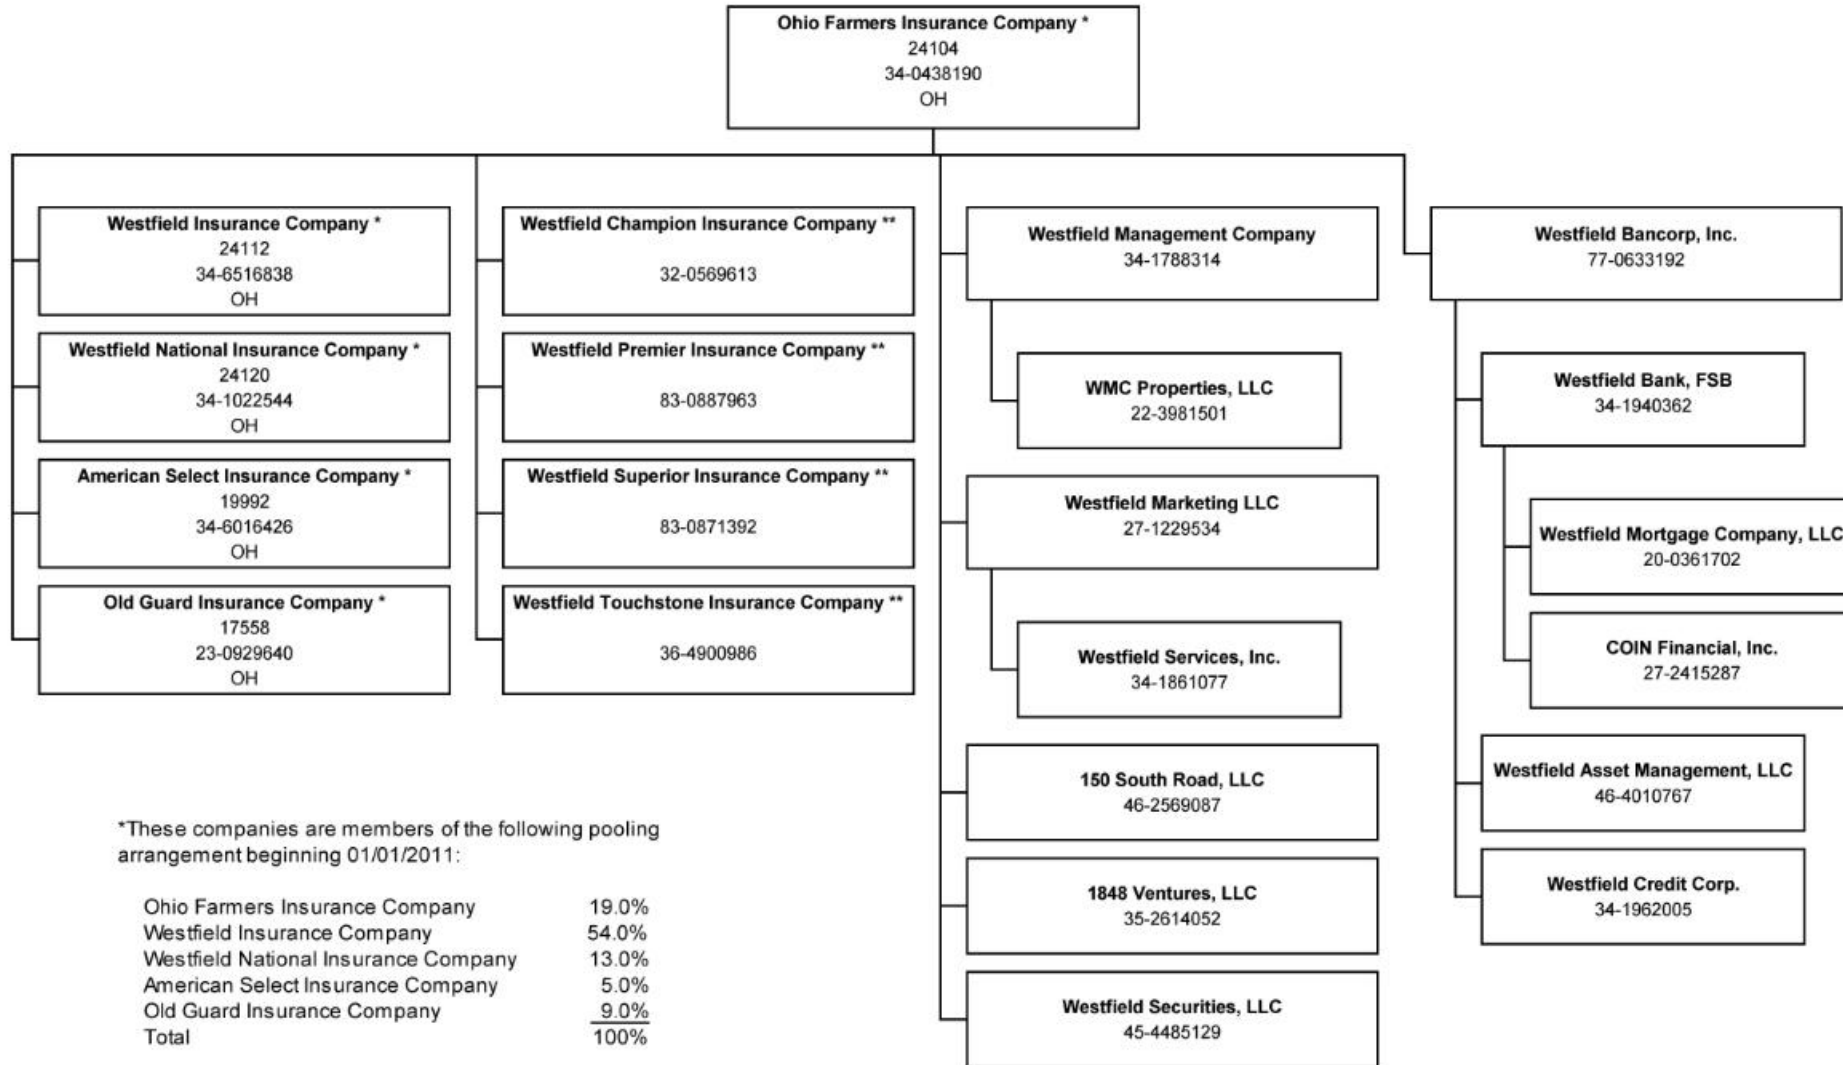 Ohio Farmers Insurance Company *
24104
34-0438190
OH
Westfield Insurance Company *
24112
34-6516838
OH
Westfield National Insurance Company *
24120
34-1022544
OH
American Select Insurance Company *
19992
34-6016426
OH
Old Guard Insurance Company *
17558
23-0929640
OH
Westfield Champion Insurance Company **
32-0569613
Westfield Premier Insurance Company **
83-0887963
Westfield Superior Insurance Company **
83-0871392
Westfield Touchstone Insurance Company **
36-4900986
Westfield Management Company
34-1788314
WMC Properties, LLC
22-3981501
Westfield Marketing LLC
27-1229534
Westfield Services, Inc.
34-1861077
150 South Road, LLC
46-2569087
1848 Ventures, LLC
35-2614052
Westfield Securities, LLC
45-4485129
Westfield Bancorp, Inc.
77-0633192
Westfield Bank, FSB
34-1940362
Westfield Mortgage Company, LLC
20-0361702
COIN Financial, Inc.
27-2415287
Westfield Asset Management, LLC
46-4010767
Westfield Credit Corp.
34-1962005
*These companies are members of the following pooling
arrangement beginning 01/01/2011:
Ohio Farmers Insurance Company 19.0%
Westfield Insurance Company 54.0%
Westfield National Insurance Company 13.0%
American Select Insurance Company 5.0%
Old Guard Insurance Company 9.0%
Total 100%